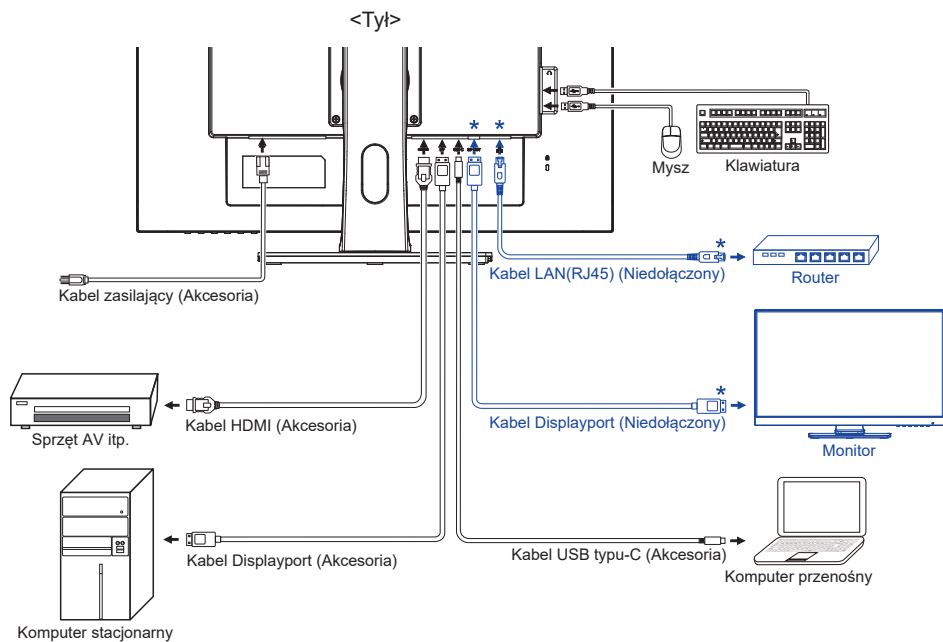 <Tył>
* *
Mysz
Klawiatura
*
Kabel LAN(RJ45) (Niedołączony)
Router
Kabel zasilający (Akcesoria)
*
Kabel HDMI (Akcesoria)
Kabel Displayport (Niedołączony)
Sprzęt AV itp.
Monitor
Kabel Displayport (Akcesoria)
Kabel USB typu-C (Akcesoria)
Komputer przenośny
Komputer stacjonarny